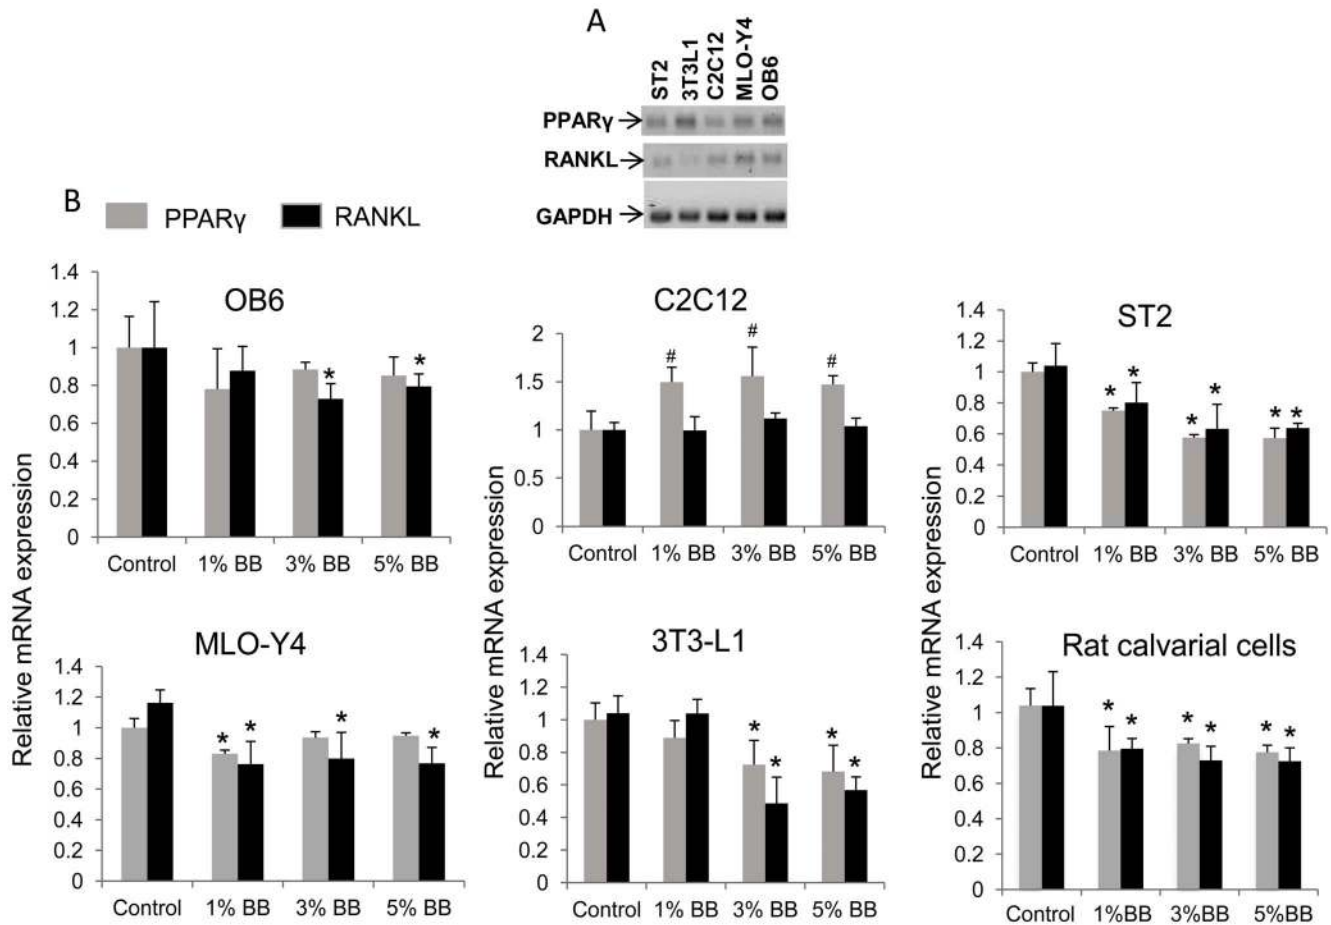 A
ST2 3T3L1 C2C12 MLO-Y4 OB6
PPARγ
RANKL
GAPDH
B PPARγ RANKL
Relative mRNA expression
OB6
1.4
1.2
1
0.8
0.6
0.4
0.2
0
* *
Control 1% BB 3% BB 5% BB
Relative mRNA expression
C2C12
2
1.5
1
0.5
0
# # #
Control 1% BB 3% BB 5% BB
Relative mRNA expression
ST2
1.4
1.2
1
0.8
0.6
0.4
0.2
0
* * * * * *
Control 1% BB 3% BB 5% BB
MLO-Y4
1.4
1.2
1
0.8
0.6
0.4
0.2
0
* * * *
Control 1% BB 3% BB 5% BB
3T3-L1
1.4
1.2
1
0.8
0.6
0.4
0.2
0
* * * *
Control 1% BB 3% BB 5% BB
Rat calvarial cells
1.4
1.2
1
0.8
0.6
0.4
0.2
0
* * * * * *
Control 1%BB 3%BB 5%BB